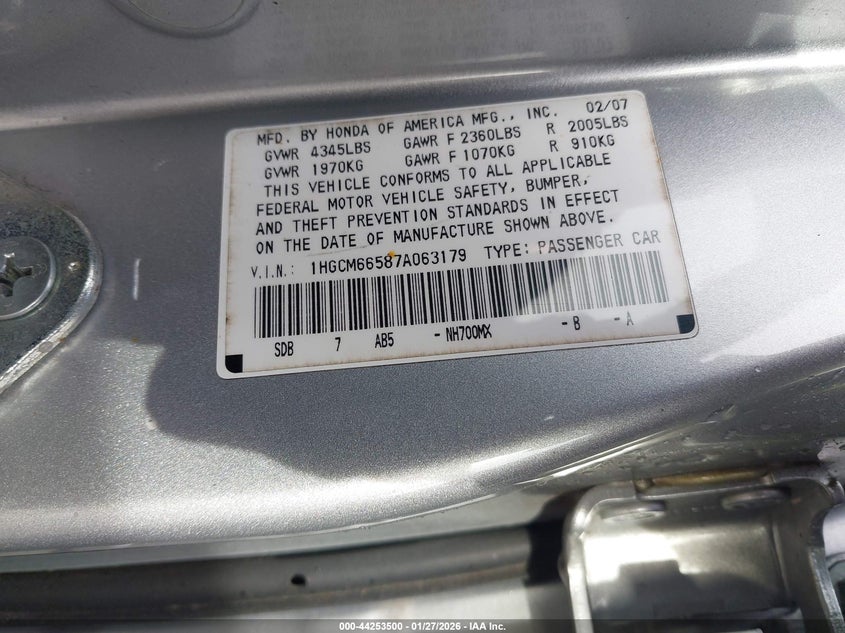 MFD. BY HONDA OF AMERICA MFG., INC. 02/07
GVWR 4345LBS GAWR F 2360LBS R 2005LBS
GVWR 1970KG GAWR F 1070KG R 910KG
THIS VEHICLE CONFORMS TO ALL APPLICABLE
FEDERAL MOTOR VEHICLE SAFETY, BUMPER,
AND THEFT PREVENTION STANDARDS IN EFFECT
ON THE DATE OF MANUFACTURE SHOWN ABOVE.
V.I.N.: 1HGCM66587A063179 TYPE: PASSENGER CAR
SDB 7 AB5 - NH700MX - B - A
000-44253500 - 01/27/2026 - IAA Inc.